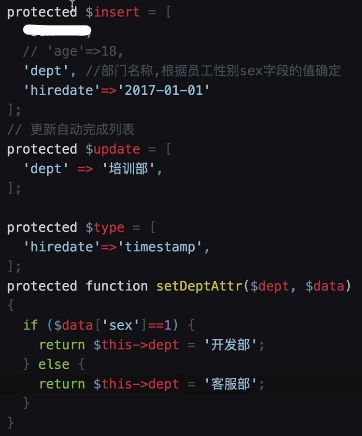 protected $insert = [
// 'age'=>18,
'dept', //部门名称,根据员工性别sex字段的值确定
'hiredate'=>'2017-01-01'
];
// 更新自动完成列表
protected $update = [
'dept' => '培训部',
];
protected $type = [
'hiredate'=>'timestamp',
];
protected function setDeptAttr($dept, $data)
{
if ($data['sex']==1) {
return $this->dept = '开发部';
} else {
return $this->dept = '客服部';
}
}